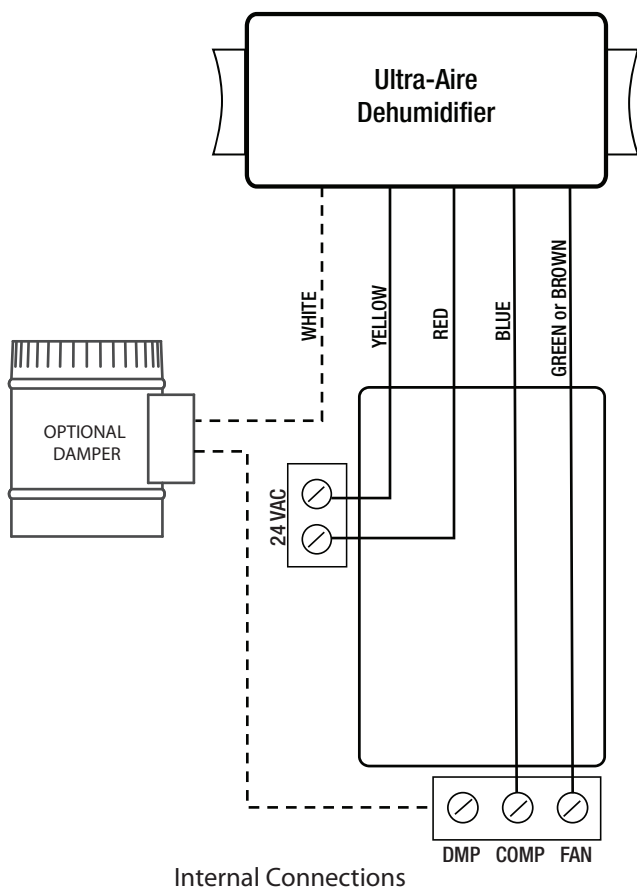 Ultra-Aire
Dehumidifier
WHITE
YELLOW
RED
BLUE
GREEN or BROWN
OPTIONAL
DAMPER
24 VAC
DMP COMP FAN
Internal Connections